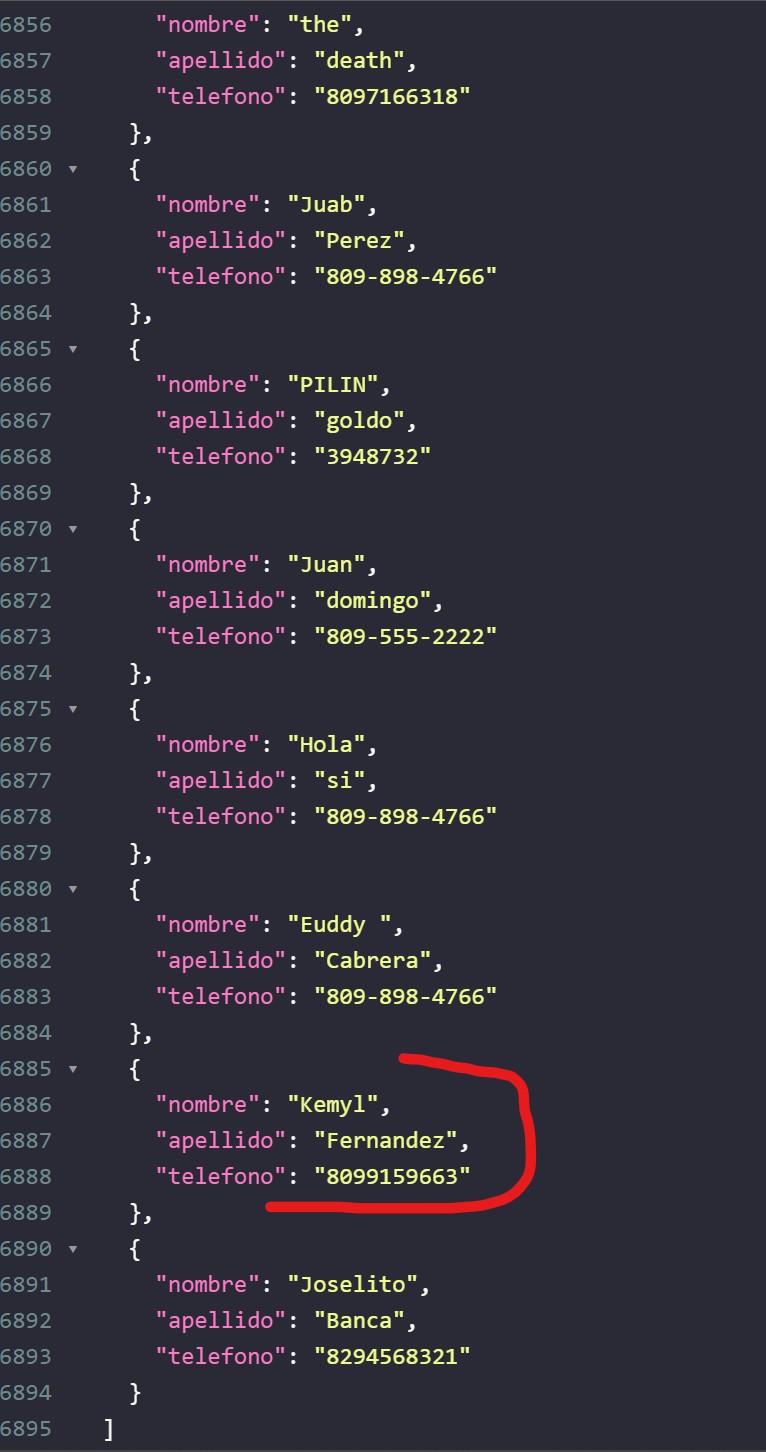 6856 "nombre": "the",
6857 "apellido": "death",
6858 "telefono": "8097166318"
6859 },
6860 {
6861 "nombre": "Juab",
6862 "apellido": "Perez",
6863 "telefono": "809-898-4766"
6864 },
6865 {
6866 "nombre": "PILIN",
6867 "apellido": "goldo",
6868 "telefono": "3948732"
6869 },
6870 {
6871 "nombre": "Juan",
6872 "apellido": "domingo",
6873 "telefono": "809-555-2222"
6874 },
6875 {
6876 "nombre": "Hola",
6877 "apellido": "si",
6878 "telefono": "809-898-4766"
6879 },
6880 {
6881 "nombre": "Euddy ",
6882 "apellido": "Cabrera",
6883 "telefono": "809-898-4766"
6884 },
6885 {
6886 "nombre": "Kemyl",
6887 "apellido": "Fernandez",
6888 "telefono": "8099159663"
6889 },
6890 {
6891 "nombre": "Joselito",
6892 "apellido": "Banca",
6893 "telefono": "8294568321"
6894 }
6895 ]